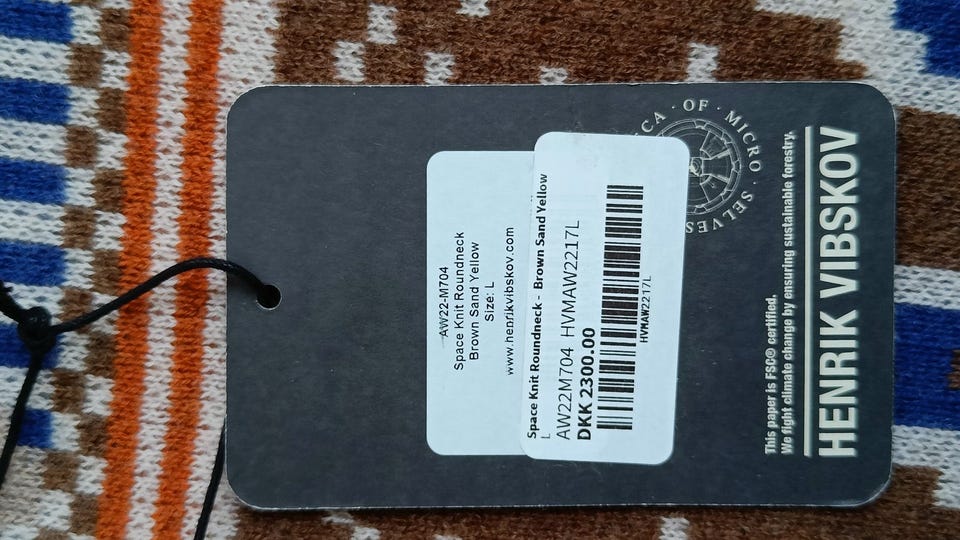 AW22-M704
Space Knit Roundneck
Brown Sand Yellow
Size: L
www.henrikvibskov.com
Space Knit Roundneck - Brown Sand Yellow
L
AW22M704 HVMAW2217L
DKK 2300.00
HVMAW2217L
CA · OF · MICRO · SELVES
This paper is FSC® certified.
We fight climate change by ensuring sustainable forestry.
HENRIK VIBSKOV